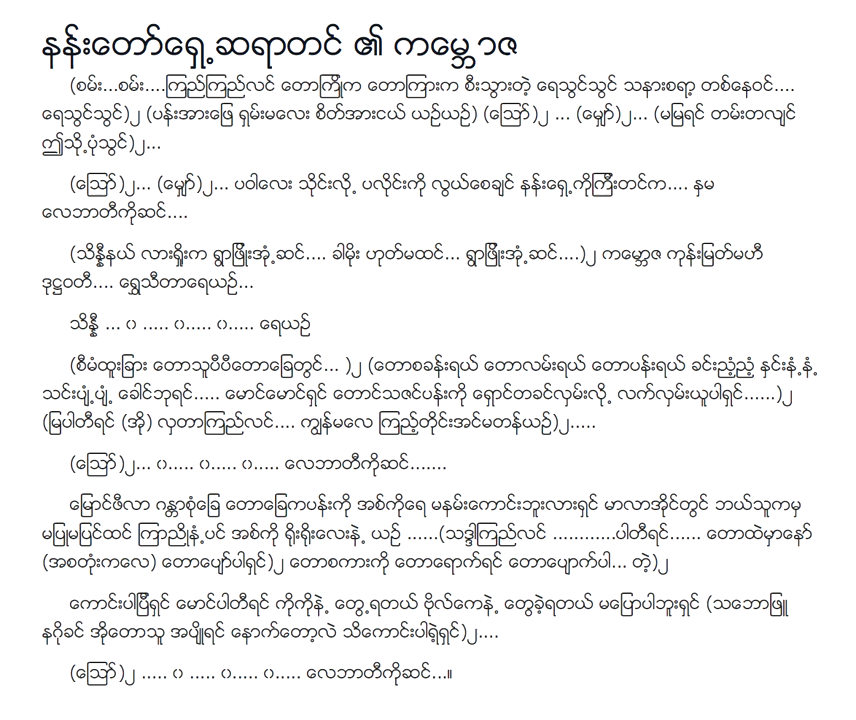 နန်းတော်ရှေ့ဆရာတင် ၏ ကမ္ဘောဇ
(စမ်း...စမ်း....ကြည်ကြည်လင် တောကြိုက တောကြားက စီးသွားတဲ့ ရေသွင်သွင် သနားစရာ့ တစ်နေဝင်....
ရေသွင်သွင်)၂ (ပန်းအားဖြေ ရှမ်းမလေး စိတ်အားငယ် ယဉ်ယဉ်) (ဪ)၂ ... (မျှော်)၂... (မမြရင် တမ်းတလျင်
ဤသို့ပုံသွင်)၂...
(ဪ)၂... (မျှော်)၂... ပဝါလေး သိုင်းလို့ ပလိုင်းကို လွယ်စေချင် နန်းရှေ့ကိုကြီးတင်က.... နှမ
လေဘာတီကိုဆင်....
(သိန္နီနယ် လားရှိုးက ရွာဖြိုးအုံ့ဆင်.... ခါမိုး ဟုတ်မထင်... ရွာဖြိုးအုံ့ဆင်....)၂ ကမ္ဘောဇ ကုန်းမြတ်မဟီ
ဒုဋ္ဌဝတီ.... ရွှေသီတာရေယဉ်...
သိန္နီ ... ဝ ..... ဝ..... ဝ..... ရေယဉ်
(စီမံထူးခြား တောသူပီပီတောခြေတွင်... )၂ (တောစခန်းရယ် တောလမ်းရယ် တောပန်းရယ် ခင်းညံ့ညံ့ နှင်းနံ့နံ့
သင်းပျံ့ပျံ့ ခေါင်ဘုရင်..... မောင်မောင်ရှင် တောင်သဇင်ပန်းကို ရှောင်တခင်လှမ်းလို့ လက်လှမ်းယူပါရှင်......)၂
(မြပါတီရင် (အို) လှတာကြည်လင်.... ကျွန်မလေ ကြည့်တိုင်းအင်မတန်ယဉ်)၂.....
(ဪ)၂... ဝ..... ဝ..... ဝ..... လေဘာတီကိုဆင်.......
မြောင်ဖီလာ ဂန္တာစုံခြေ တောခြေကပန်းကို အစ်ကိုရေ မနမ်းကောင်းဘူးလားရှင် မာလာအိုင်တွင် ဘယ်သူကမှ
မပြုမပြင်ထင် ကြာညိုနံ့ပင် အစ်ကို ရိုးရိုးလေးနဲ့ ယဉ် ......(သဒ္ဒါကြည်လင် ............ပါတီရင်...... တောထဲမှာနော်
(အစတုံးကလေ) တောပျော်ပါရှင်)၂ တောစကားကို တောရောက်ရင် တောပျောက်ပါ... တဲ့)၂
ကောင်းပါပြီရှင် မောင်ပါတီရင် ကိုကိုနဲ့ တွေ့ရတယ် ဗိုလ်ကေနဲ့ တွေခဲ့ရတယ် မပြောပါဘူးရှင် (သဘောဖြူ
နဂိုခင် အိုတောသူ အပျိုရင် နောက်တော့လဲ သိကောင်းပါရဲ့ရှင်)၂....
(ဪ)၂ ..... ဝ ..... ဝ..... ဝ..... လေဘာတီကိုဆင်...။